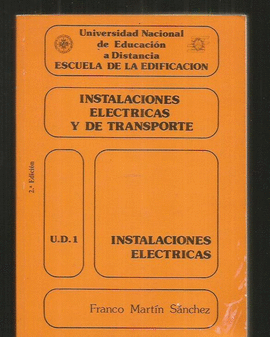 Universidad Nacional
de Educación
a Distancia
ESCUELA DE LA EDIFICACION
INSTALACIONES
ELECTRICAS
Y DE TRANSPORTE
2.ª Edición
U.D.1
INSTALACIONES
ELECTRICAS
Franco Martín Sánchez